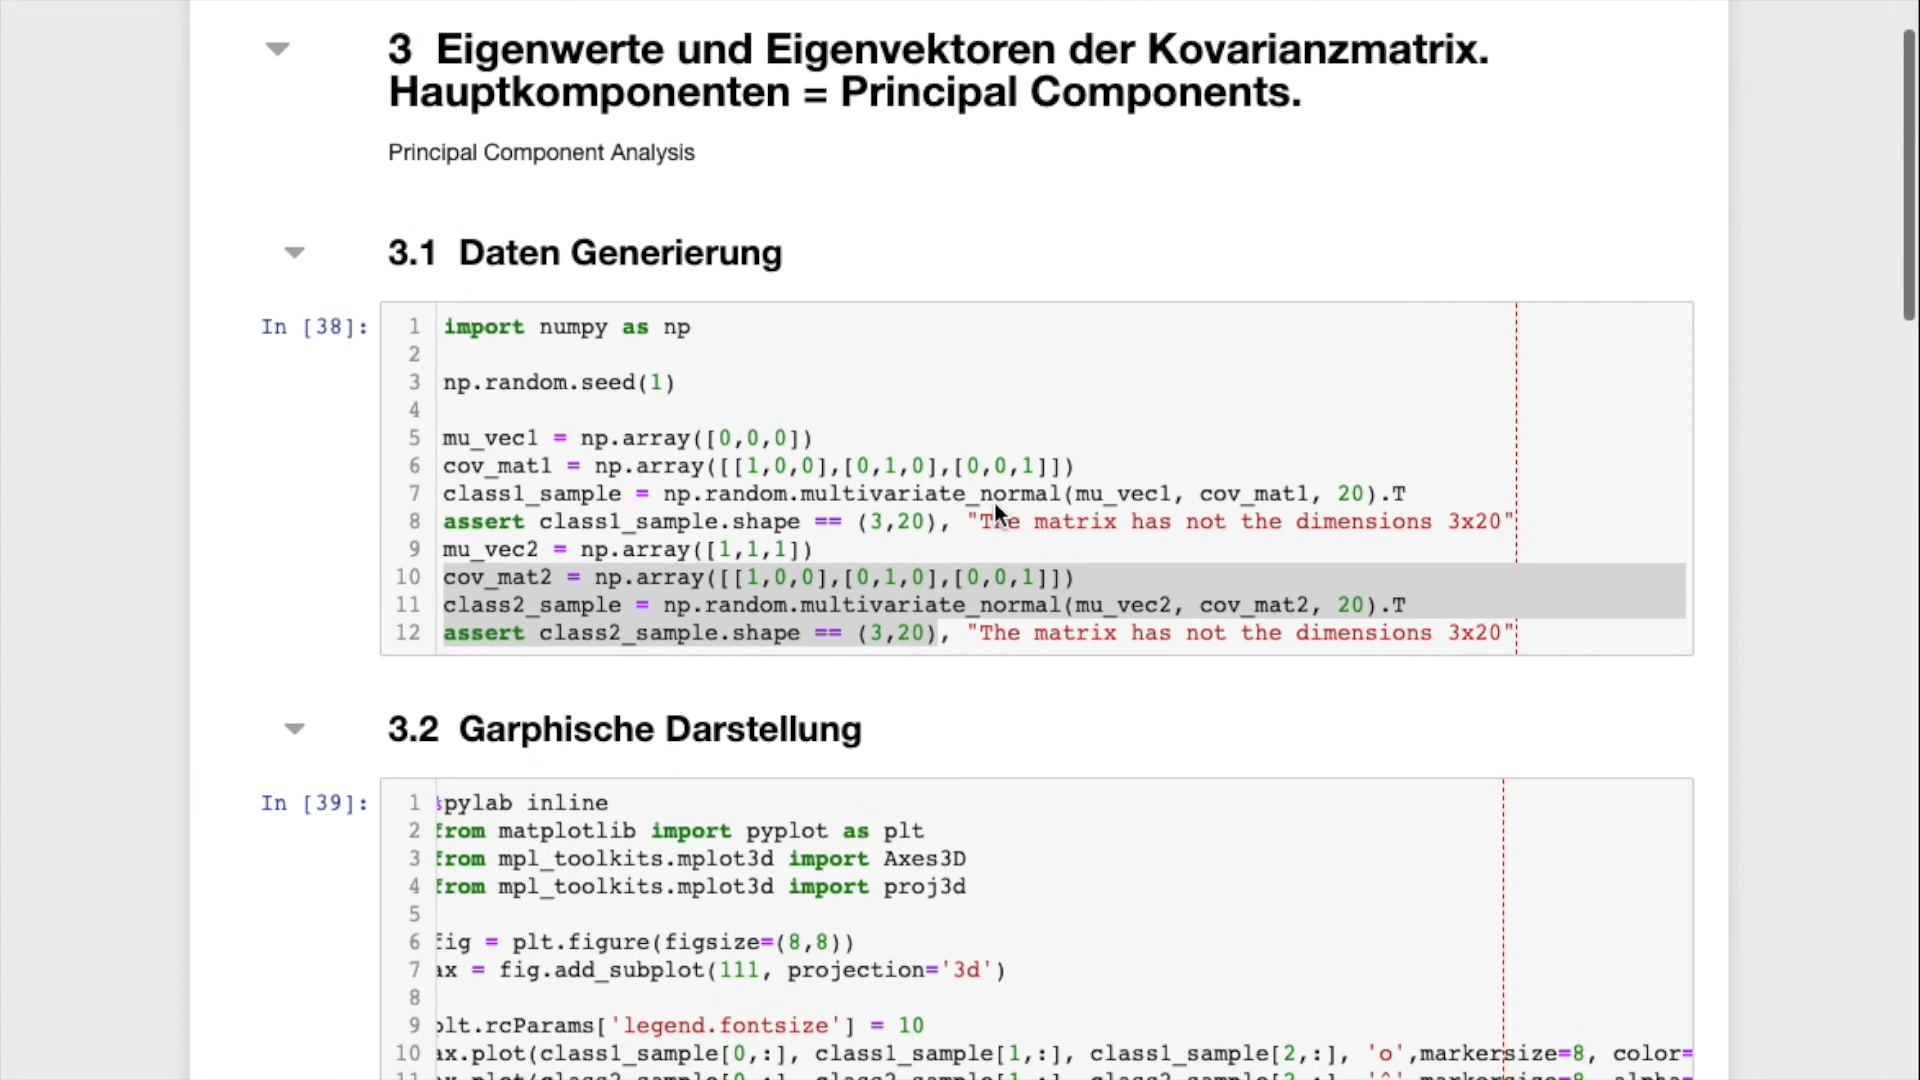 3 Eigenwerte und Eigenvektoren der Kovarianzmatrix.
Hauptkomponenten = Principal Components.
Principal Component Analysis
3.1 Daten Generierung
In [38]:
1 import numpy as np
2
3 np.random.seed(1)
4
5 mu_vec1 = np.array([0,0,0])
6 cov_mat1 = np.array([[1,0,0],[0,1,0],[0,0,1]])
7 class1_sample = np.random.multivariate_normal(mu_vec1, cov_mat1, 20).T
8 assert class1_sample.shape == (3,20), "The matrix has not the dimensions 3x20"
9 mu_vec2 = np.array([1,1,1])
10 cov_mat2 = np.array([[1,0,0],[0,1,0],[0,0,1]])
11 class2_sample = np.random.multivariate_normal(mu_vec2, cov_mat2, 20).T
12 assert class2_sample.shape == (3,20), "The matrix has not the dimensions 3x20"
3.2 Garphische Darstellung
In [39]:
1 %pylab inline
2 from matplotlib import pyplot as plt
3 from mpl_toolkits.mplot3d import Axes3D
4 from mpl_toolkits.mplot3d import proj3d
5
6 fig = plt.figure(figsize=(8,8))
7 ax = fig.add_subplot(111, projection='3d')
8
9 plt.rcParams['legend.fontsize'] = 10
10 ax.plot(class1_sample[0,:], class1_sample[1,:], class1_sample[2,:], 'o',markersize=8, color=